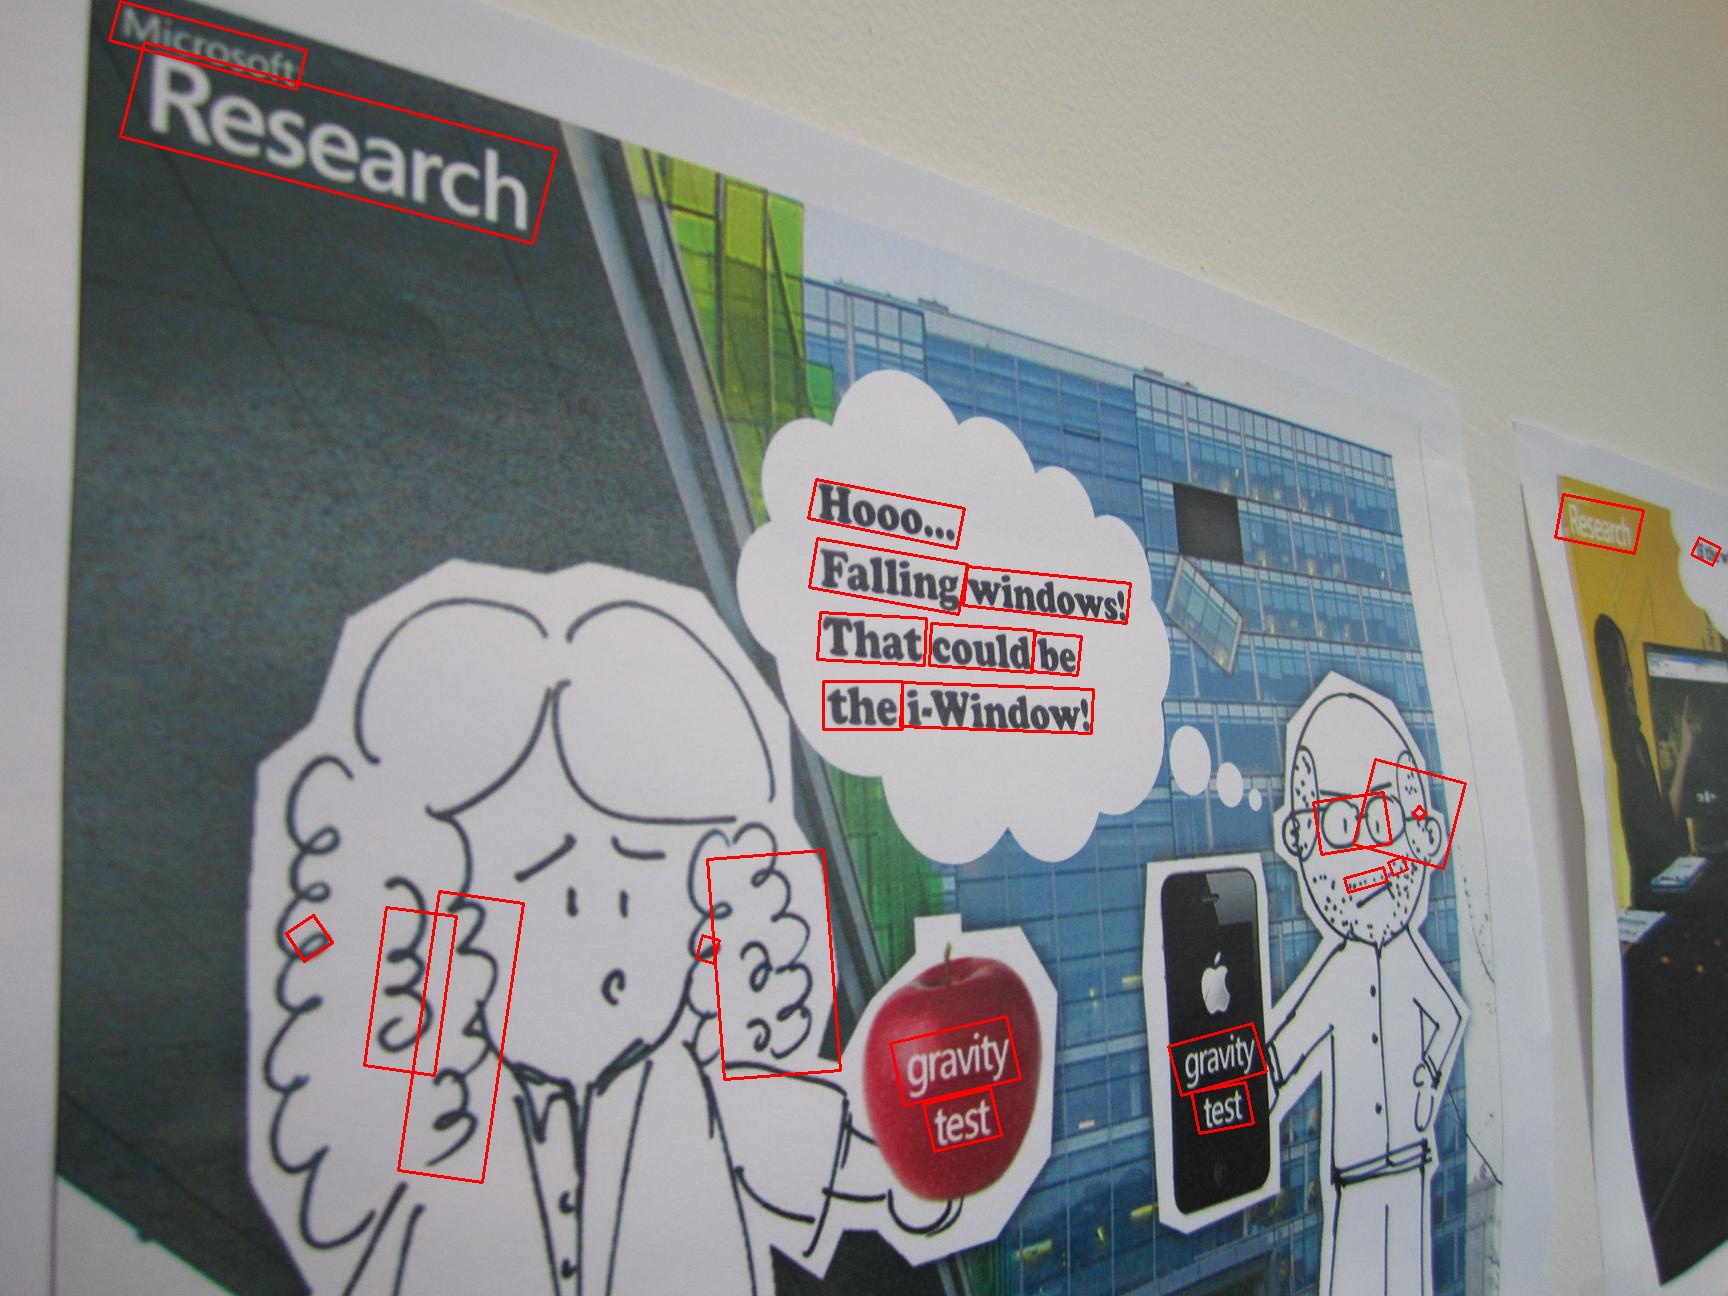 Microsoft
Research
Hooo...
Falling windows!
That could be
the i-Window!
gravity
test
gravity
test
Research